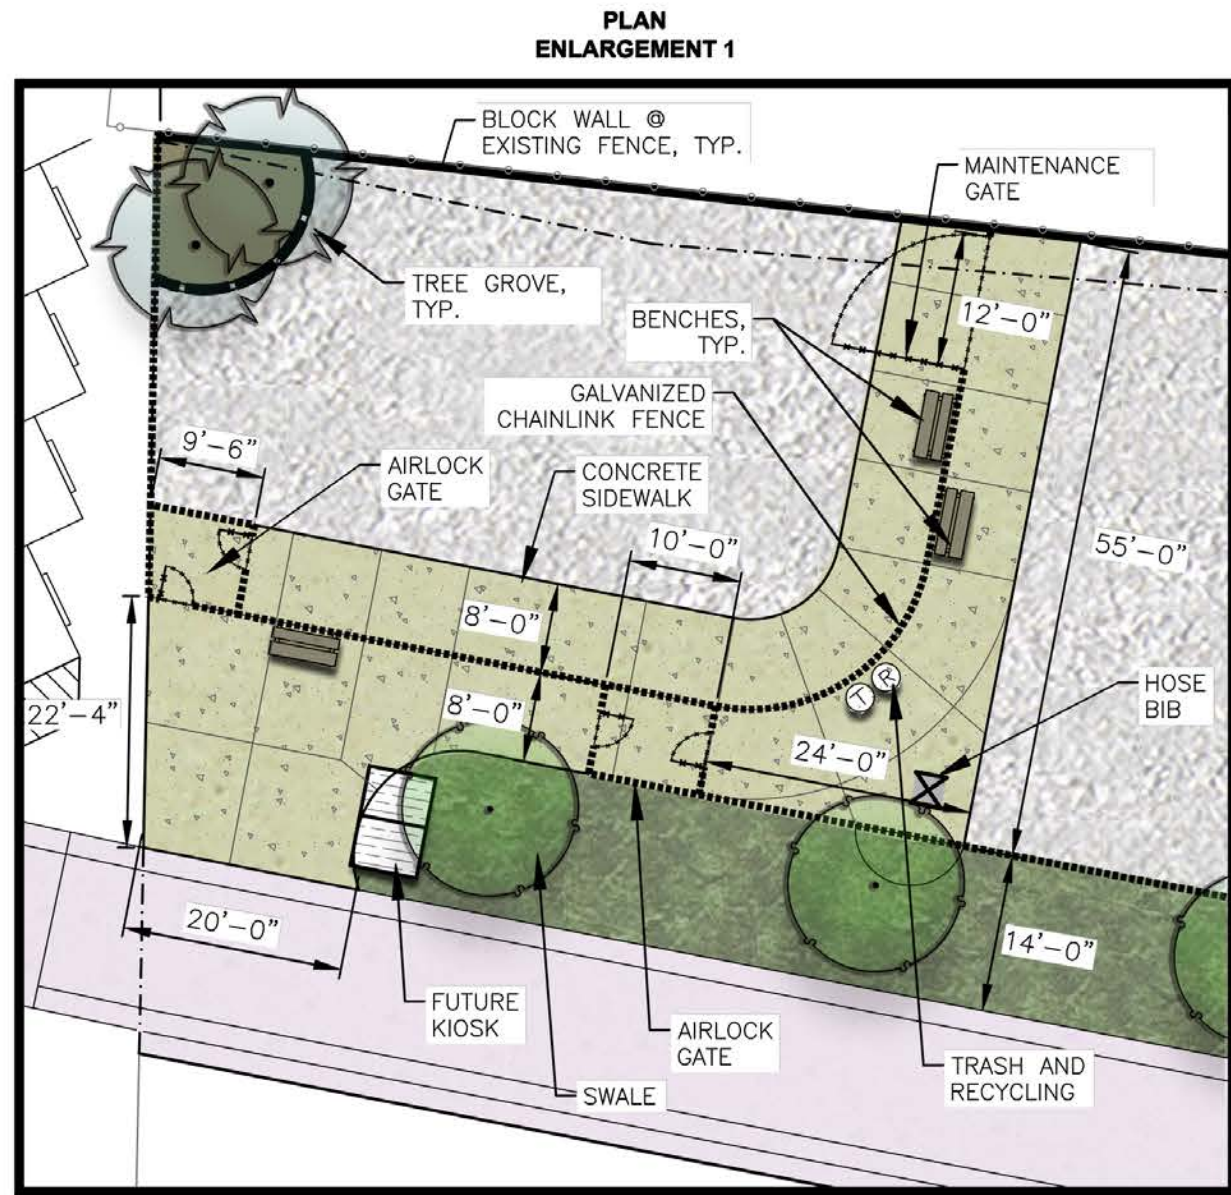 PLAN
ENLARGEMENT 1
BLOCK WALL @
EXISTING FENCE, TYP.
MAINTENANCE
GATE
TREE GROVE,
TYP.
BENCHES,
TYP.
12'-0"
GALVANIZED
CHAINLINK FENCE
9'-6"
AIRLOCK
GATE
CONCRETE
SIDEWALK
10'-0"
55'-0"
8'-0"
8'-0"
T R
HOSE
BIB
22'-4"
24'-0"
20'-0"
14'-0"
FUTURE
KIOSK
AIRLOCK
GATE
TRASH AND
RECYCLING
SWALE